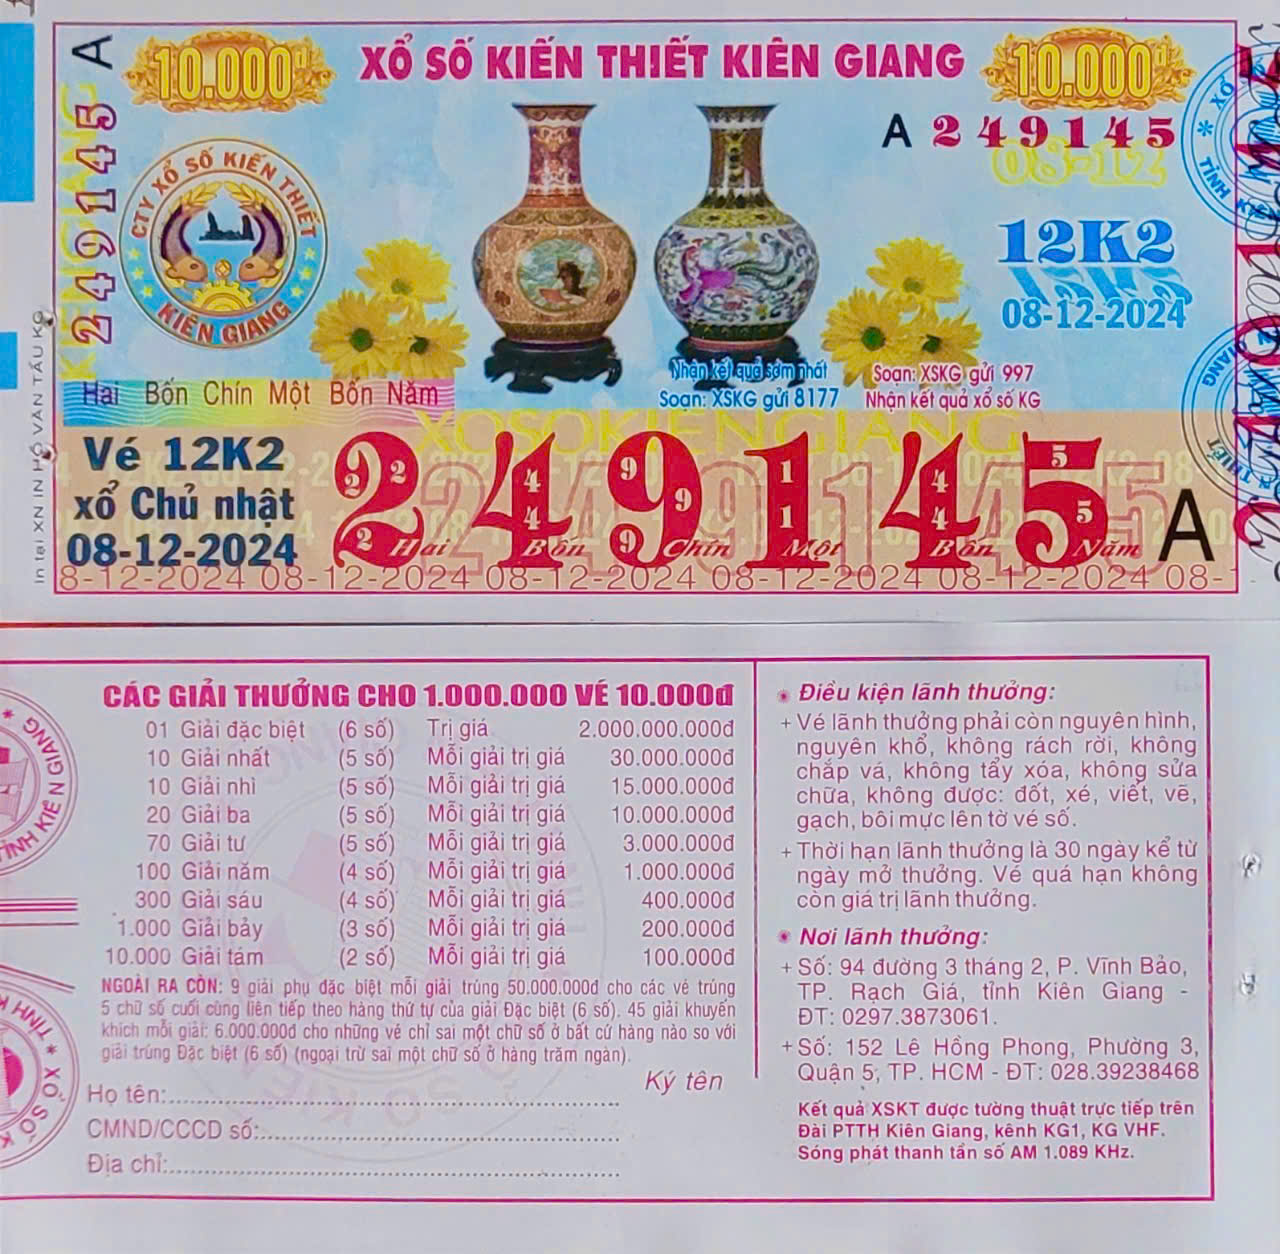 A
10.000đ
XỔ SỐ KIẾN THIẾT KIÊN GIANG
10.000đ
249145
A 249145
08-12
CTY XỔ SỐ KIẾN THIẾT
KIÊN GIANG
12K2
08-12-2024
Nhận kết quả sớm nhất
Soạn: XSKG gửi 8177
Soạn: XSKG gửi 997
Nhận kết quả xổ số KG
Hai Bốn Chín Một Bốn Năm
XOSOKIENGIANG
Vé 12K2
xổ Chủ nhật
08-12-2024
249145
Hai Bốn Chín Một Bốn Năm
A
8-12-2024 08-12-2024 08-12-2024 08-12-2024 08-12-2024 08-
CÁC GIẢI THƯỞNG CHO 1.000.000 VÉ 10.000đ
01 Giải đặc biệt (6 số) Trị giá 2.000.000.000đ
10 Giải nhất (5 số) Mỗi giải trị giá 30.000.000đ
10 Giải nhì (5 số) Mỗi giải trị giá 15.000.000đ
20 Giải ba (5 số) Mỗi giải trị giá 10.000.000đ
70 Giải tư (5 số) Mỗi giải trị giá 3.000.000đ
100 Giải năm (4 số) Mỗi giải trị giá 1.000.000đ
300 Giải sáu (4 số) Mỗi giải trị giá 400.000đ
1.000 Giải bảy (3 số) Mỗi giải trị giá 200.000đ
10.000 Giải tám (2 số) Mỗi giải trị giá 100.000đ
NGOÀI RA CÒN: 9 giải phụ đặc biệt mỗi giải trúng 50.000.000đ cho các vé trúng
5 chữ số cuối cùng liên tiếp theo hàng thứ tự của giải Đặc biệt (6 số). 45 giải khuyến
khích mỗi giải: 6.000.000đ cho những vé chỉ sai một chữ số ở bất cứ hàng nào so với
giải trúng Đặc biệt (6 số) (ngoại trừ sai một chữ số ở hàng trăm ngàn).
Ký tên
Họ tên:
CMND/CCCD số:
Địa chỉ:
Điều kiện lãnh thưởng:
+ Vé lãnh thưởng phải còn nguyên hình,
nguyên khổ, không rách rời, không
chắp vá, không tẩy xóa, không sửa
chữa, không được: đốt, xé, viết, vẽ,
gạch, bôi mực lên tờ vé số.
+ Thời hạn lãnh thưởng là 30 ngày kể từ
ngày mở thưởng. Vé quá hạn không
còn giá trị lãnh thưởng.
Nơi lãnh thưởng:
+ Số: 94 đường 3 tháng 2, P. Vĩnh Bảo,
TP. Rạch Giá, tỉnh Kiên Giang -
ĐT: 0297.3873061.
+ Số: 152 Lê Hồng Phong, Phường 3,
Quận 5, TP. HCM - ĐT: 028.39238468
Kết quả XSKT được tường thuật trực tiếp trên
Đài PTTH Kiên Giang, kênh KG1, KG VHF.
Sóng phát thanh tần số AM 1.089 KHz.